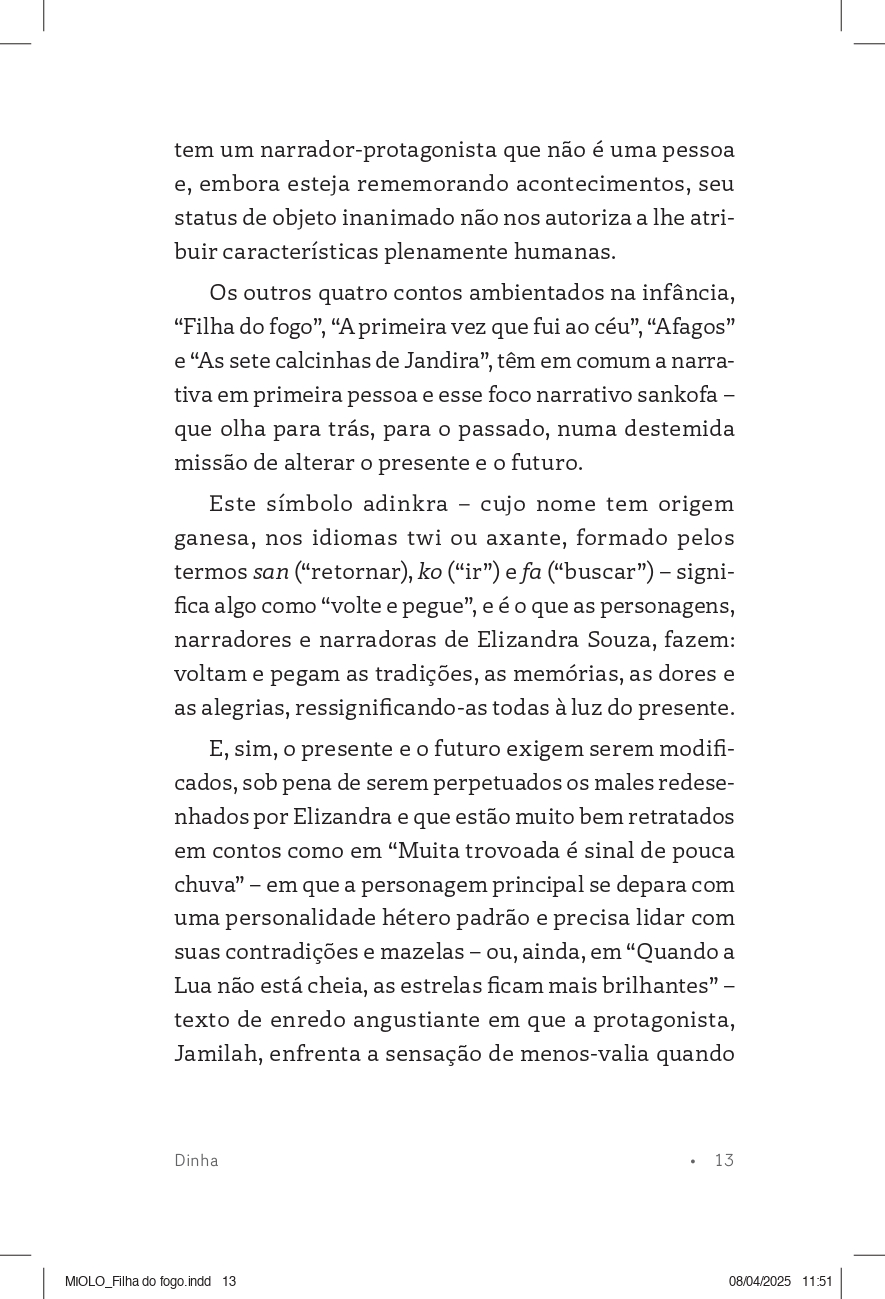 tem um narrador-protagonista que não é uma pessoa
e, embora esteja rememorando acontecimentos, seu
status de objeto inanimado não nos autoriza a lhe atri-
buir características plenamente humanas.
Os outros quatro contos ambientados na infância,
“Filha do fogo”, “A primeira vez que fui ao céu”, “Afagos”
e “As sete calcinhas de Jandira”, têm em comum a narra-
tiva em primeira pessoa e esse foco narrativo sankofa –
que olha para trás, para o passado, numa destemida
missão de alterar o presente e o futuro.
Este símbolo adinkra – cujo nome tem origem
ganesa, nos idiomas twi ou axante, formado pelos
termos san (“retornar), ko (“ir”) e fa (“buscar”) – signi-
fica algo como “volte e pegue”, e é o que as personagens,
narradores e narradoras de Elizandra Souza, fazem:
voltam e pegam as tradições, as memórias, as dores e
as alegrias, ressignificando-as todas à luz do presente.
E, sim, o presente e o futuro exigem serem modifi-
cados, sob pena de serem perpetuados os males redese-
nhados por Elizandra e que estão muito bem retratados
em contos como em “Muita trovoada é sinal de pouca
chuva” – em que a personagem principal se depara com
uma personalidade hétero padrão e precisa lidar com
suas contradições e mazelas – ou, ainda, em “Quando a
Lua não está cheia, as estrelas ficam mais brilhantes” –
texto de enredo angustiante em que a protagonista,
Jamilah, enfrenta a sensação de menos-valia quando
Dinha • 13
MIOLO_Filha do fogo.indd 13 08/04/2025 11:51